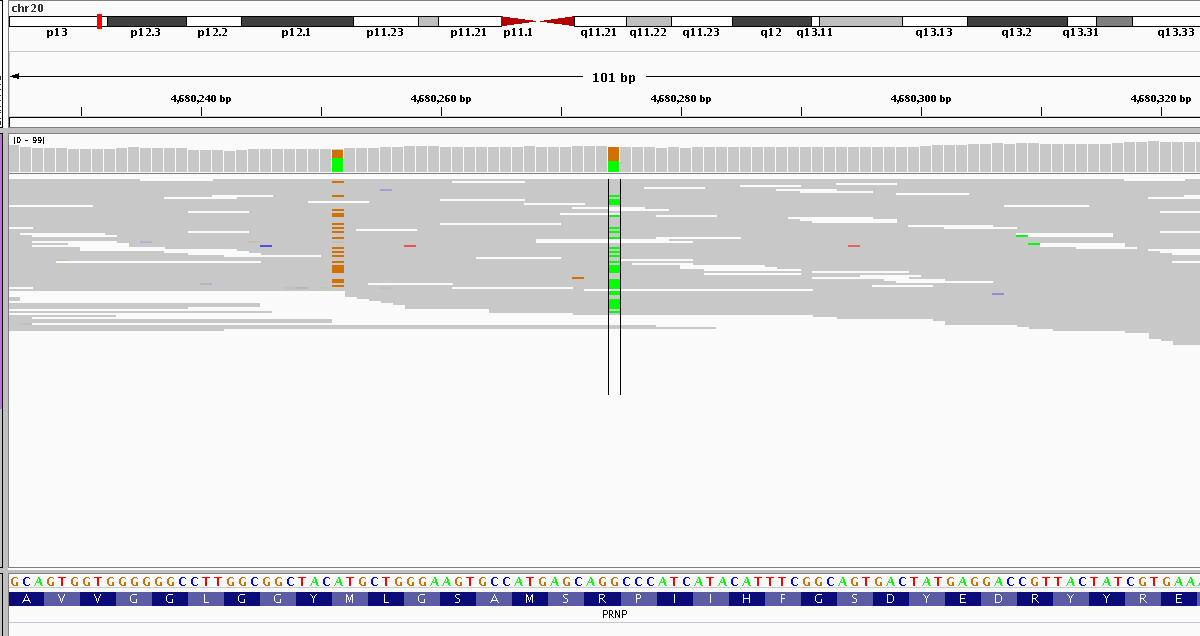 chr20
p13 p12.3 p12.2 p12.1 p11.23 p11.21 p11.1 q11.21 q11.22 q11.23 q12 q13.11 q13.13 q13.2 q13.31 q13.33
101 bp
4,680,240 bp 4,680,260 bp 4,680,280 bp 4,680,300 bp 4,680,320 bp
[0 - 99]
GCAGTGGTGGGGGGCCTTGGCGGCTACATGCTGGGAAGTGCCATGAGCAGGCCCATCATACATTTCGGCAGTGACTATGAGGACCGTTACTATCGTGAA
A V V G G L G G Y M L G S A M S R P I I H F G S D Y E D R Y Y R E
PRNP